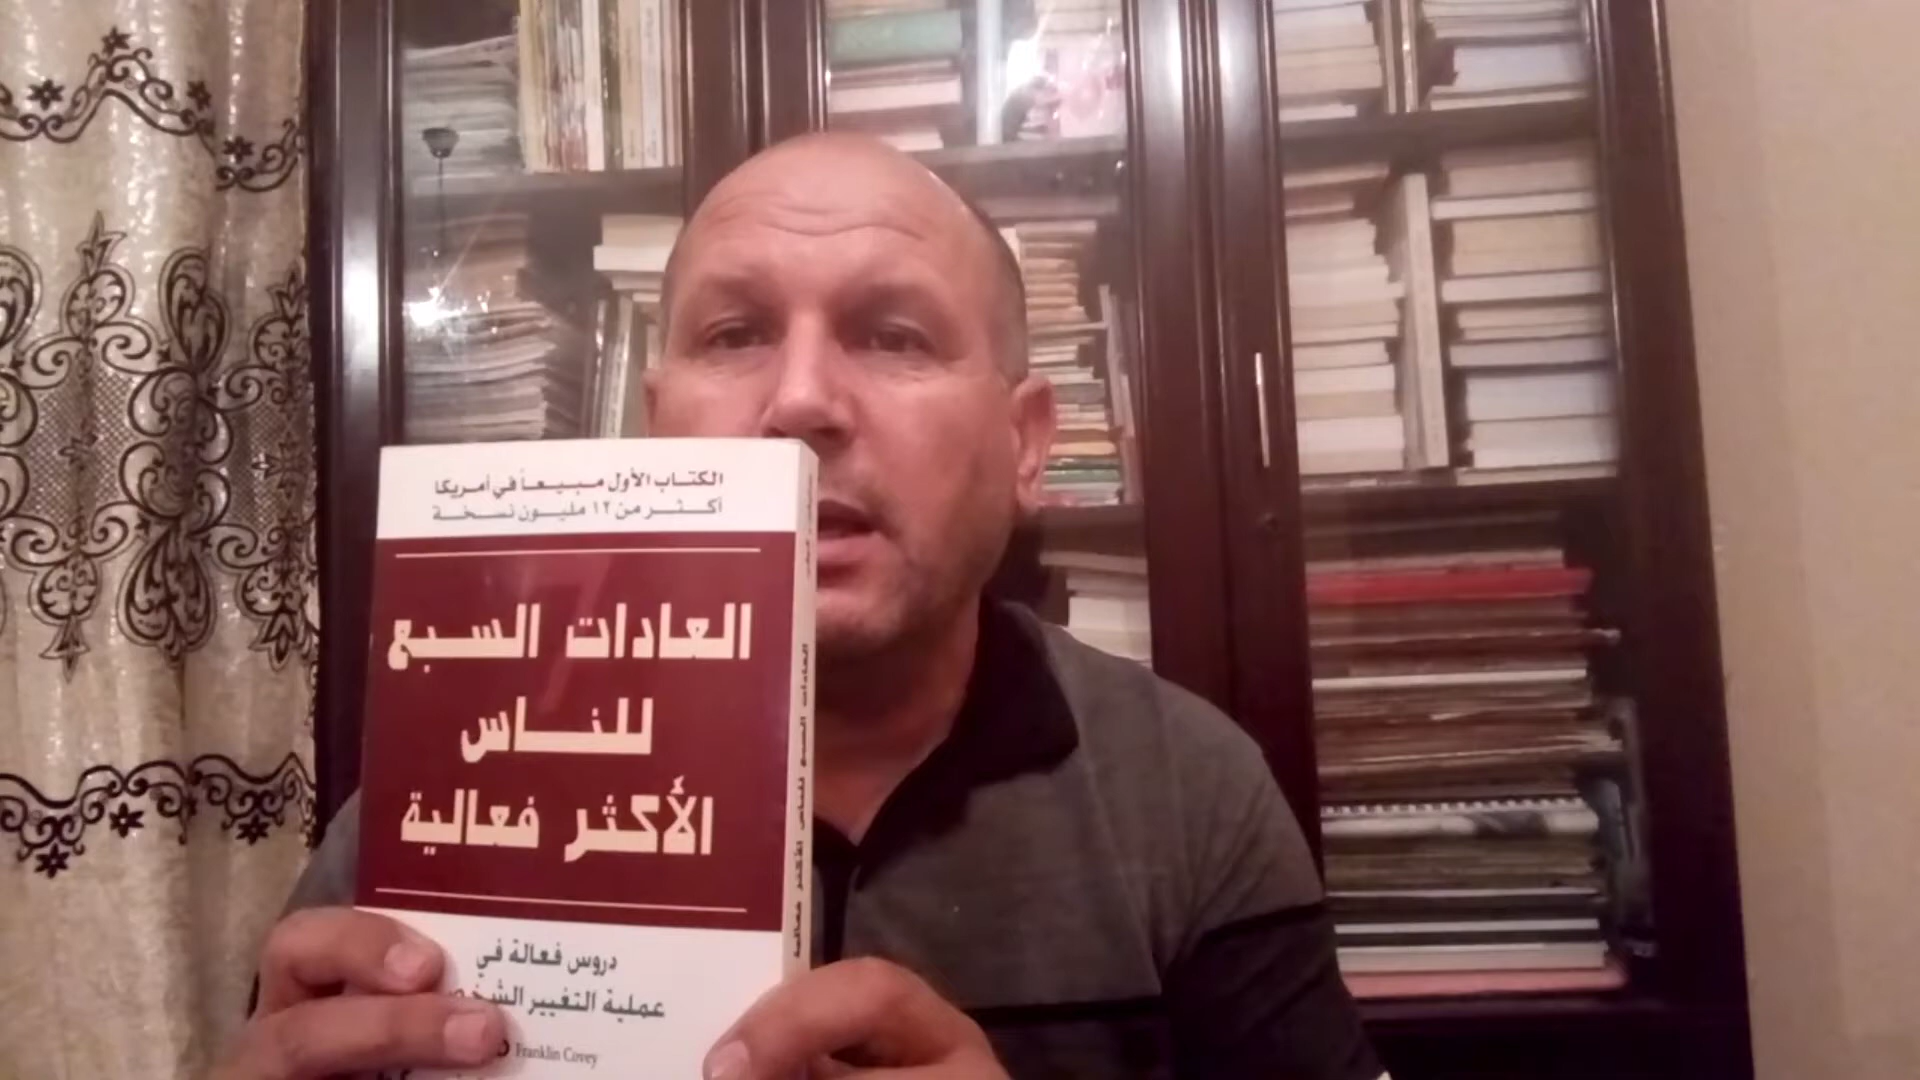 الكتاب الأول مبيعاً في أمريكا
أكثر من ١٢ مليون نسخة
العادات السبع
للناس
الأكثر فعالية
دروس فعالة في
عملية التغيير
Franklin Covey
العادات السبع للناس الأكثر فعالية